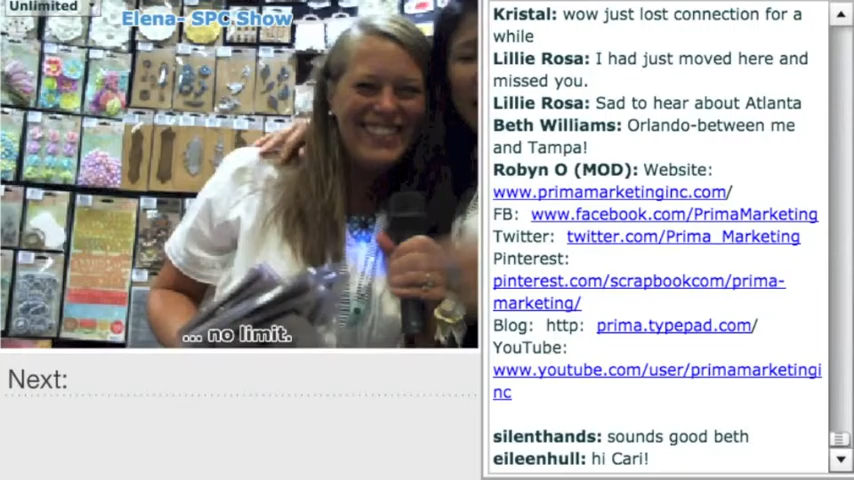 Unlimited
Elena- SPC Show
... no limit.
Next:
Kristal: wow just lost connection for a
while
Lillie Rosa: I had just moved here and
missed you.
Lillie Rosa: Sad to hear about Atlanta
Beth Williams: Orlando-between me
and Tampa!
Robyn O (MOD): Website:
www.primamarketinginc.com/
FB: www.facebook.com/PrimaMarketing
Twitter: twitter.com/Prima_Marketing
Pinterest:
pinterest.com/scrapbookcom/prima-
marketing/
Blog: http: prima.typepad.com/
YouTube:
www.youtube.com/user/primamarketingi
nc
silenthands: sounds good beth
eileenhull: hi Cari!